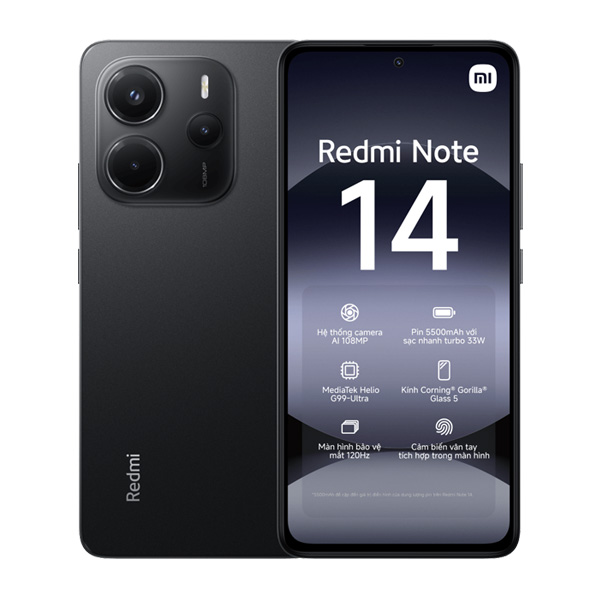 mi
Redmi Note
14
Hệ thống camera
AI 108MP
Pin 5500mAh với
sạc nhanh turbo 33W
MediaTek Helio
G99-Ultra
Kính Corning® Gorilla®
Glass 5
Màn hình bảo vệ
mắt 120Hz
Cảm biến vân tay
tích hợp trong màn hình
108MP
Redmi